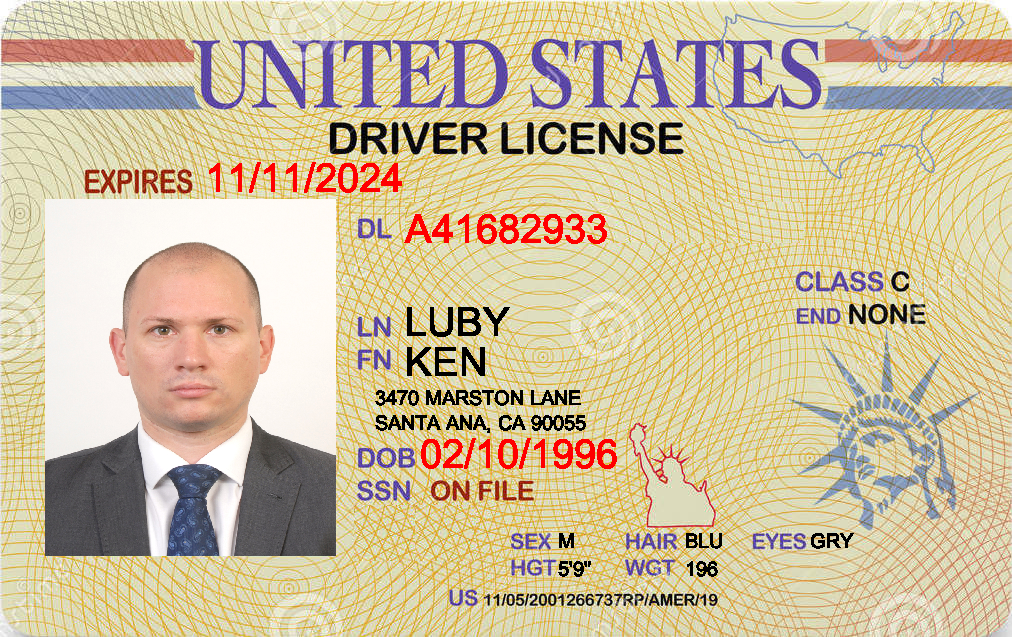 UNITED STATES
DRIVER LICENSE
EXPIRES 11/11/2024
DL A41682933
CLASS C
END NONE
LN LUBY
FN KEN
3470 MARSTON LANE
SANTA ANA, CA 90055
DOB 02/10/1996
SSN ON FILE
SEX M HAIR BLU EYES GRY
HGT 5'9" WGT 196
US 11/05/2001266737RP/AMER/19